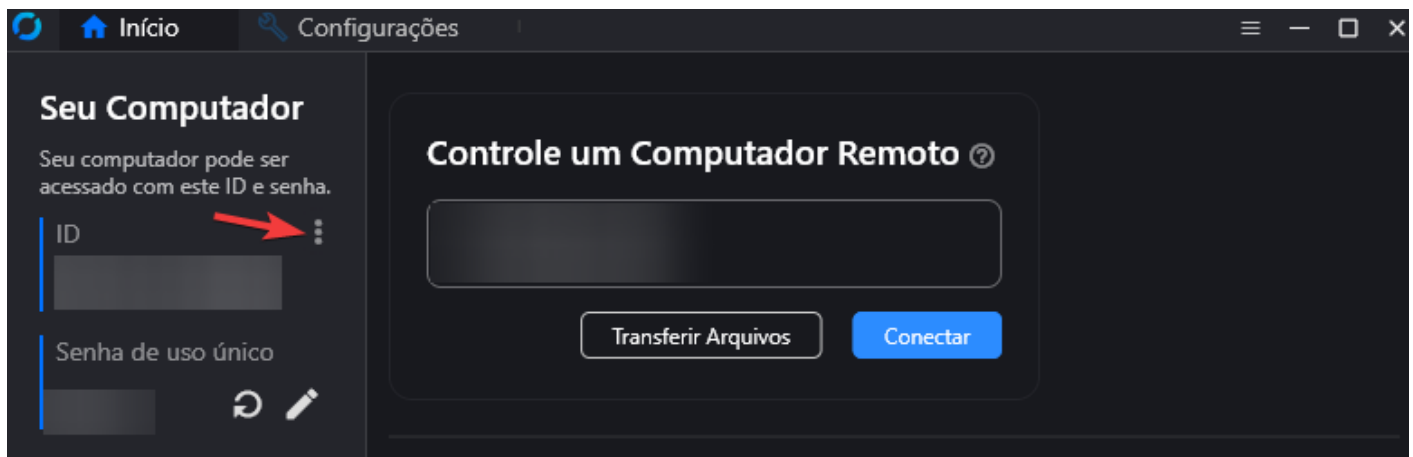 Início
Configurações
Seu Computador
Seu computador pode ser
acessado com este ID e senha.
ID
Senha de uso único
Controle um Computador Remoto
Transferir Arquivos
Conectar